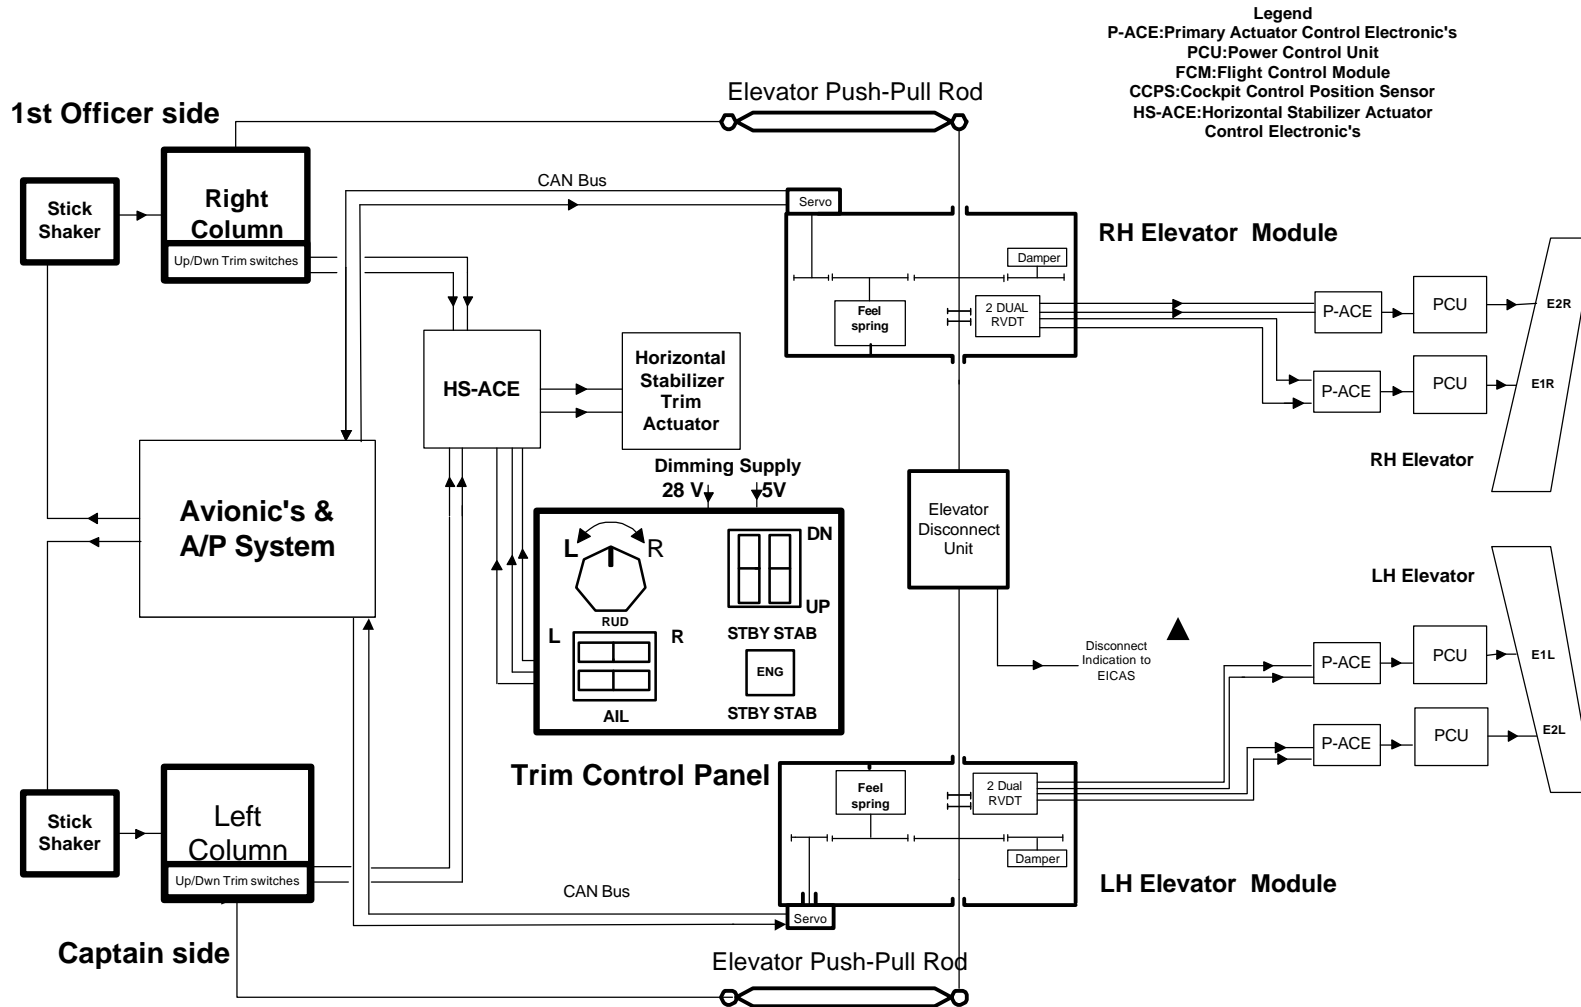 Legend
P-ACE:Primary Actuator Control Electronic's
PCU:Power Control Unit
FCM:Flight Control Module
CCPS:Cockpit Control Position Sensor
HS-ACE:Horizontal Stabilizer Actuator
Control Electronic's
Elevator Push-Pull Rod
1st Officer side
Stick
Shaker
Right
Column
Up/Dwn Trim switches
CAN Bus
Servo
RH Elevator Module
Damper
Feel
spring
2 DUAL
RVDT
P-ACE
PCU
E2R
P-ACE
PCU
E1R
RH Elevator
HS-ACE
Horizontal
Stabilizer
Trim
Actuator
Avionic's &
A/P System
Dimming Supply
28 V
5V
L
R
RUD
DN
UP
STBY STAB
L
R
AIL
ENG
STBY STAB
Trim Control Panel
Elevator
Disconnect
Unit
Disconnect
Indication to
EICAS
LH Elevator
P-ACE
PCU
E1L
P-ACE
PCU
E2L
Feel
spring
2 Dual
RVDT
Damper
LH Elevator Module
Servo
CAN Bus
Stick
Shaker
Left
Column
Up/Dwn Trim switches
Captain side
Elevator Push-Pull Rod